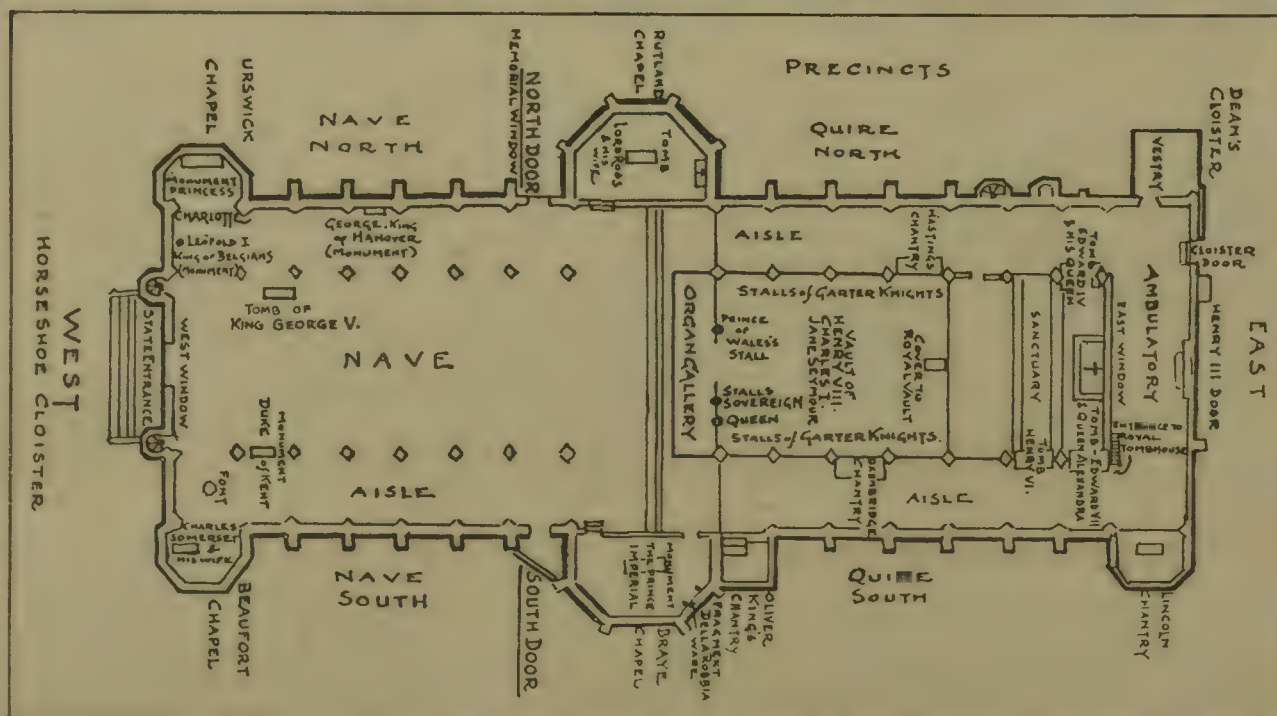 PRECINCTS
RUTLAND
CHAPEL
URSWICK
CHAPEL
NAVE
NORTH
NORTH DOOR
MEMORIAL WINDOW
LORD ROOS
& HIS
WIFE
TOMB
QUIRE
NORTH
DEAN'S
CLOISTER
VESTRY
MONUMENT
PRINCESS
CHARLOTTE
LEOPOLD I
KING OF BELGIANS
(MONUMENT)
GEORGE, KING
OF HANOVER
(MONUMENT)
AISLE
HASTINGS
CHANTRY
TOMB
EDWARD IV
& HIS QUEEN
CLOISTER
DOOR
HORSESHOE CLOISTER
WEST
STATE ENTRANCE
WEST WINDOW
TOMB OF
KING GEORGE V.
NAVE
ORGAN GALLERY
STALLS of GARTER KNIGHTS
PRINCE
OF
WALES'S
STALL
VAULT OF
HENRY VIII.
CHARLES I.
JANE SEYMOUR
COVER TO
ROYAL VAULT
SANCTUARY
EAST WINDOW
AMBULATORY
HENRY III DOOR
EAST
STALLS
SOVEREIGN
QUEEN
STALLS of GARTER KNIGHTS.
MONUMENT
DUKE
of KENT
FONT
AISLE
CHANTRY
TOMB
HENRY VI.
TOMB-EDWARD VII
& QUEEN ALEXANDRA
ENTRANCE TO
ROYAL
TOMBHOUSE
AISLE
CHARLES
SOMERSET
&
HIS WIFE
BEAUFORT
CHAPEL
NAVE
SOUTH
SOUTH DOOR
MONUMENT
THE PRINCE
IMPERIAL
BRAYE
CHAPEL
FRAGMENT
DELLA ROBBIA
WARE
OLIVER
KING'S
CHANTRY
QUIRE
SOUTH
LINCOLN
CHANTRY